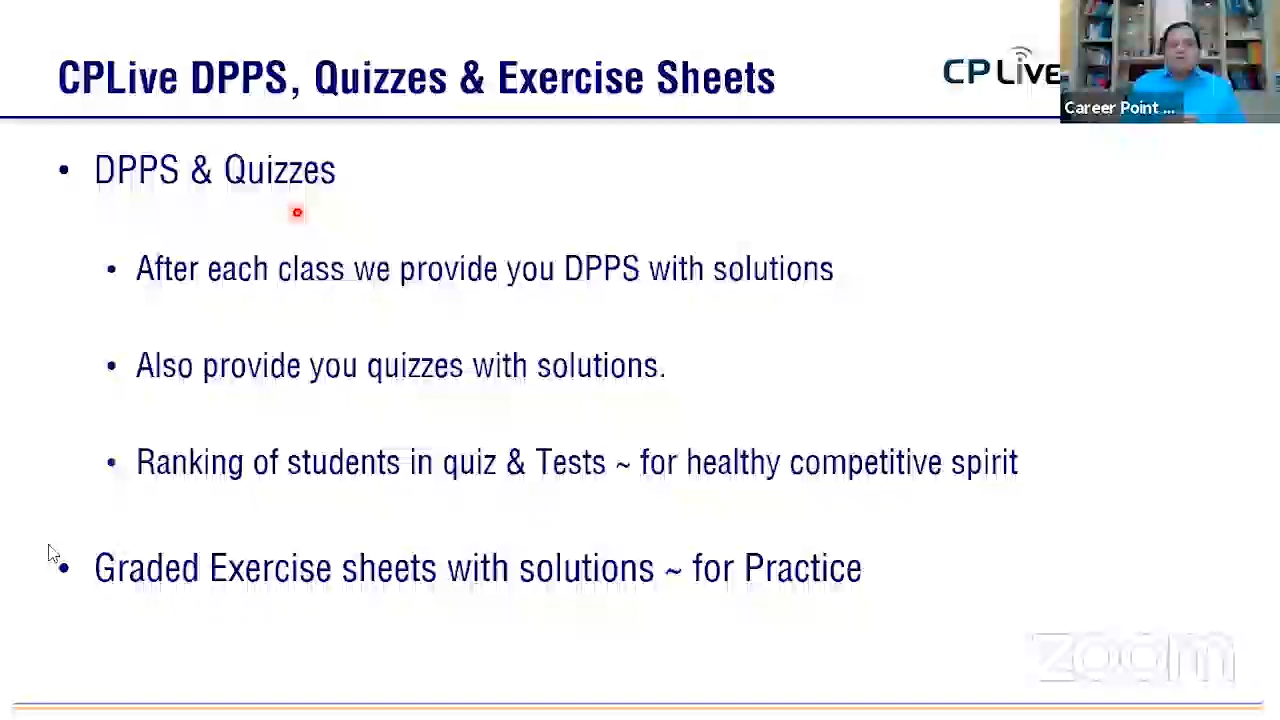 CPLive DPPS, Quizzes & Exercise Sheets
CPLive
Career Point ...
• DPPS & Quizzes
• After each class we provide you DPPS with solutions
• Also provide you quizzes with solutions.
• Ranking of students in quiz & Tests ~ for healthy competitive spirit
• Graded Exercise sheets with solutions ~ for Practice
zoom